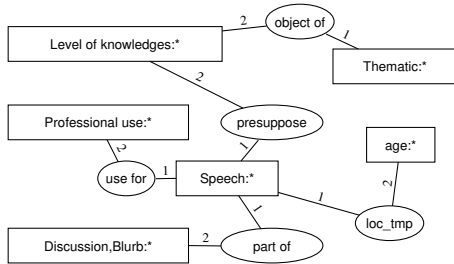 2
object of
1
Level of knowledges:*
Thematic:*
2
Professional use:*
presuppose
age:*
2
1
use for
1
Speech:*
1
2
loc_tmp
1
Discussion,Blurb:*
2
part of